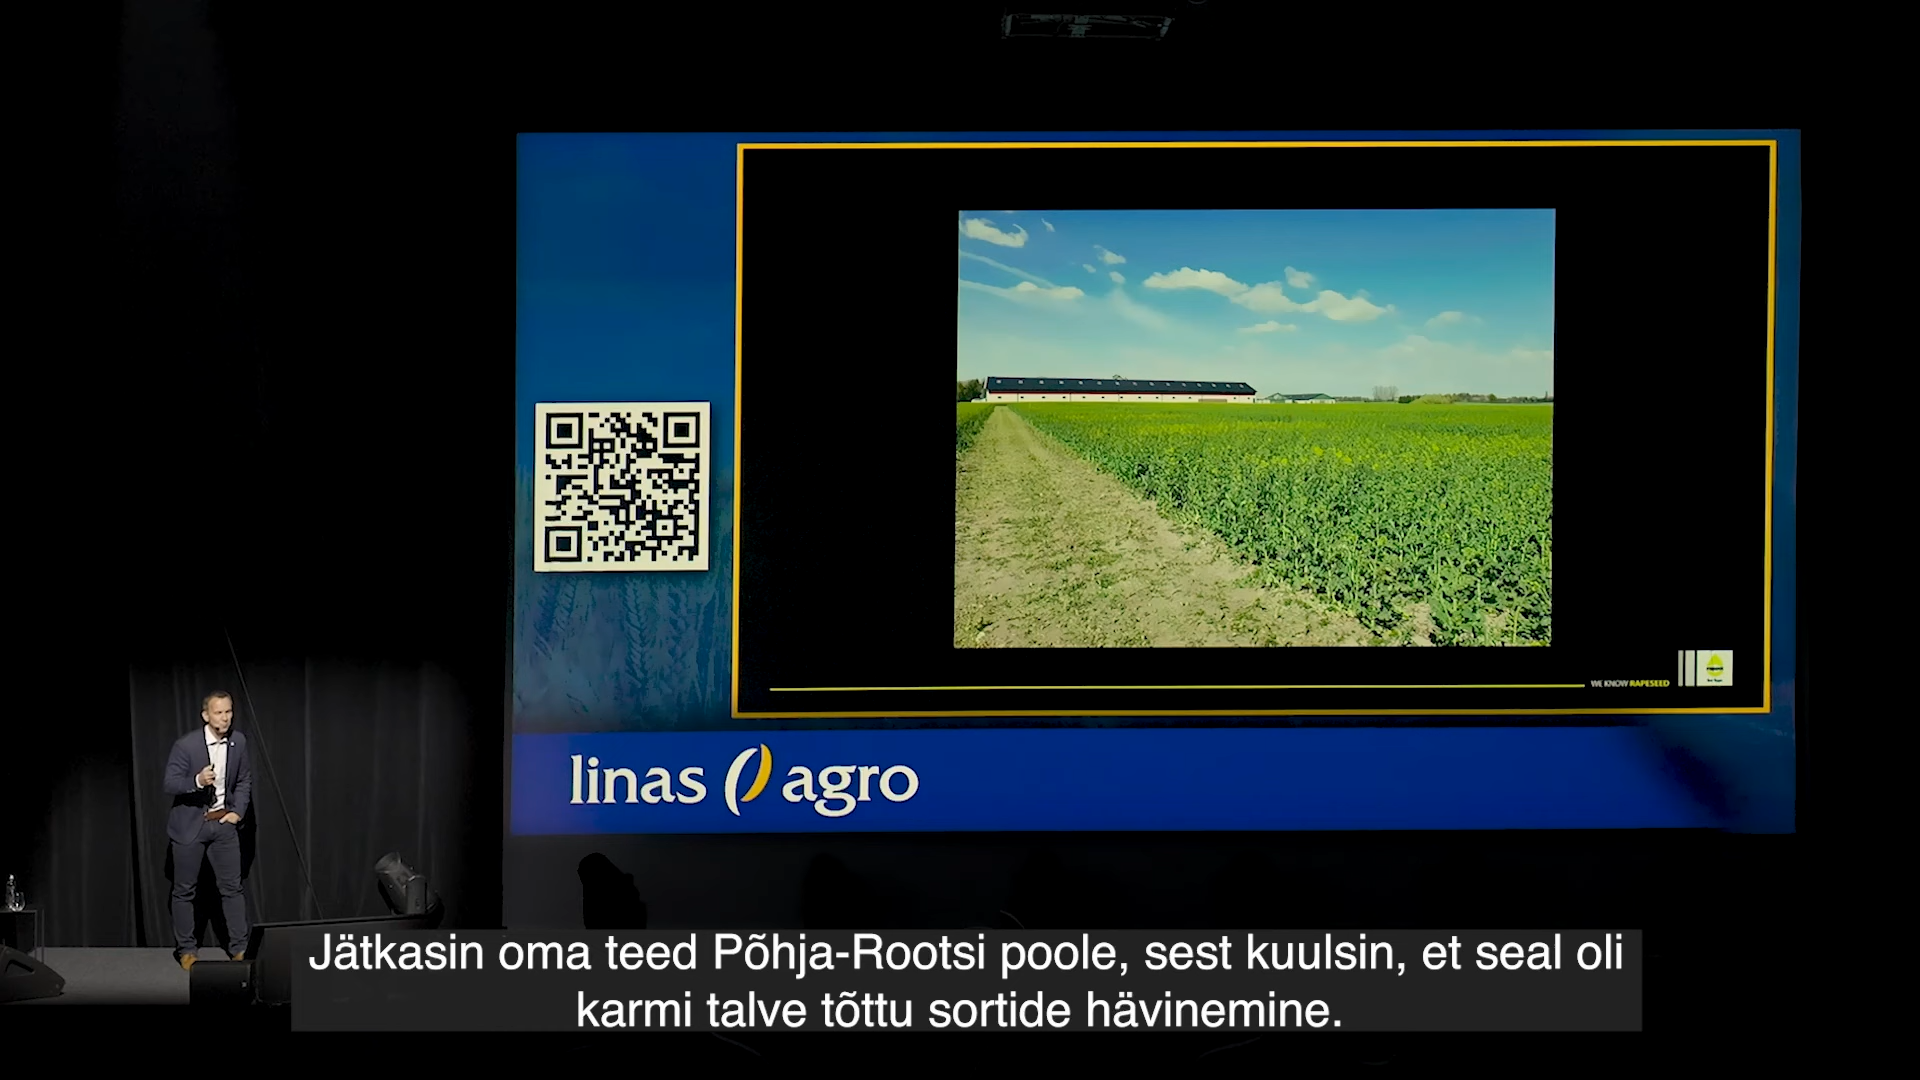 WE KNOW RAPESEED
linas agro
Jätkasin oma teed Põhja-Rootsi poole, sest kuulsin, et seal oli
karmi talve tõttu sortide hävinemine.